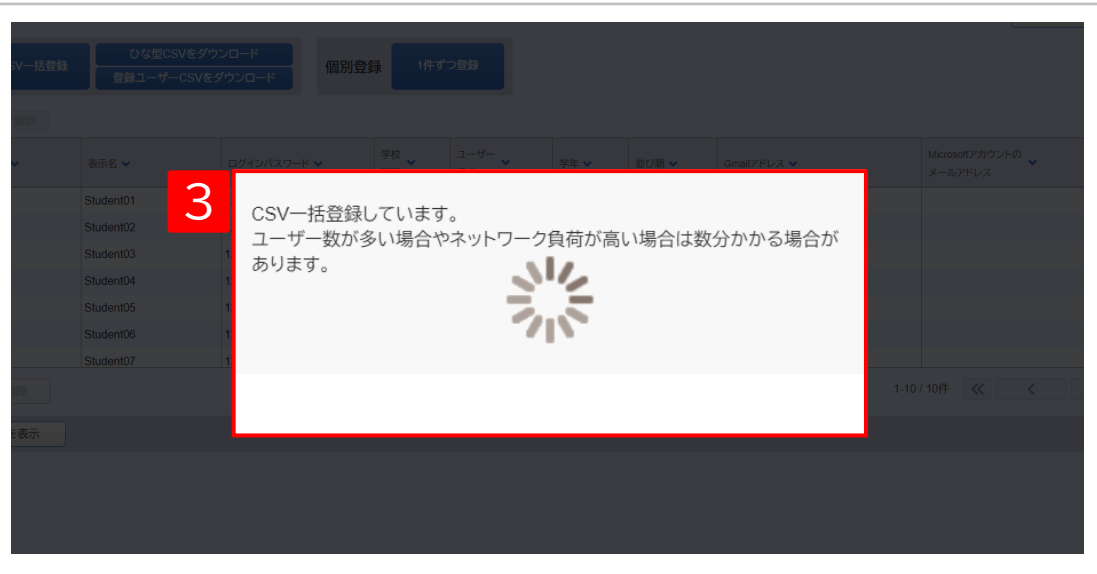 ひな型CSVをダウンロード
SV一括登録
個別登録
1件ずつ登録
登録ユーザーCSVをダウンロード
解除
表示名
ログインパスワード
学校
ユーザー
学年
並び順
Gmailアドレス
Microsoftアカウントの
メールアドレス
Student01
Student02
Student03
Student04
Student05
Student06
Student07
3
CSV一括登録しています。
ユーザー数が多い場合やネットワーク負荷が高い場合は数分かかる場合が
あります。
1-10 / 10件
を表示